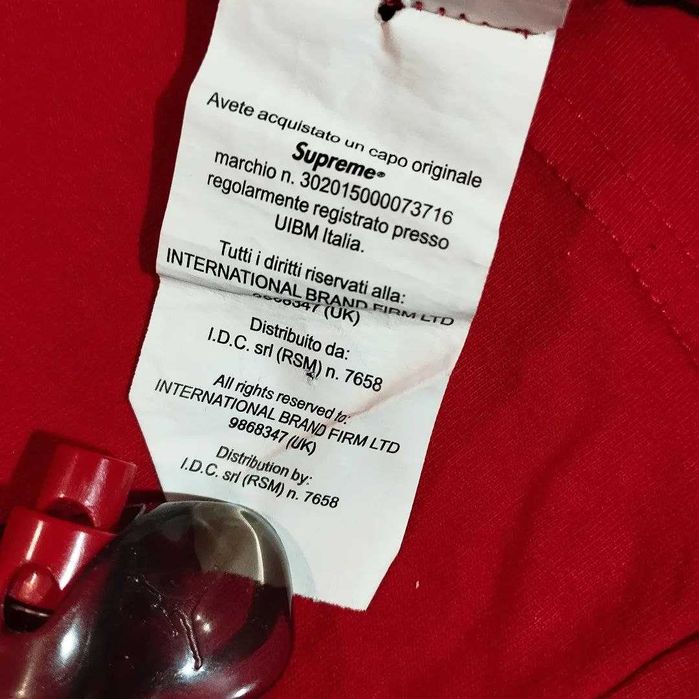 Avete acquistato un capo originale
Supreme®
marchio n. 302015000073716
regolarmente registrato presso
UIBM Italia.
Tutti i diritti riservati alla:
INTERNATIONAL BRAND FIRM LTD
9868347 (UK)
Distribuito da:
I.D.C. srl (RSM) n. 7658
All rights reserved to:
INTERNATIONAL BRAND FIRM LTD
9868347 (UK)
Distribution by:
I.D.C. srl (RSM) n. 7658